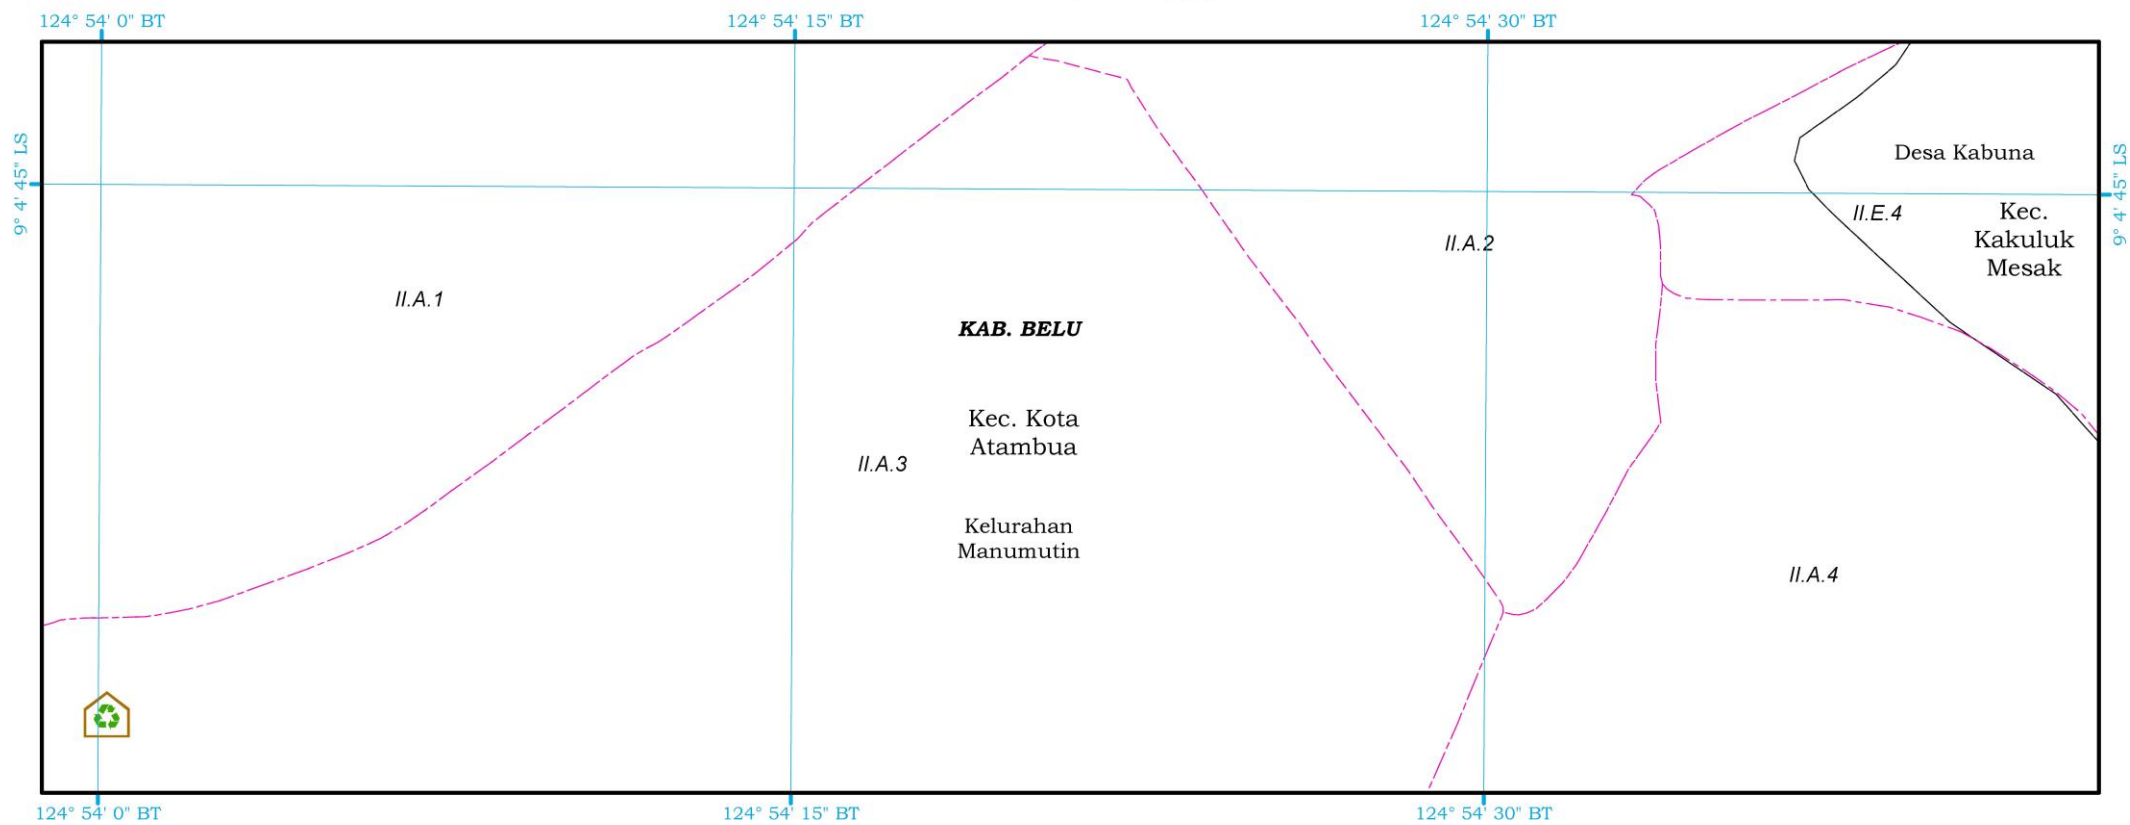 124° 54' 0" BT
124° 54' 15" BT
124° 54' 30" BT
9° 4' 45" LS
9° 4' 45" LS
Desa Kabuna
II.E.4
Kec.
Kakuluk
Mesak
II.A.2
II.A.1
KAB. BELU
Kec. Kota
Atambua
II.A.3
Kelurahan
Manumutin
II.A.4
124° 54' 0" BT
124° 54' 15" BT
124° 54' 30" BT